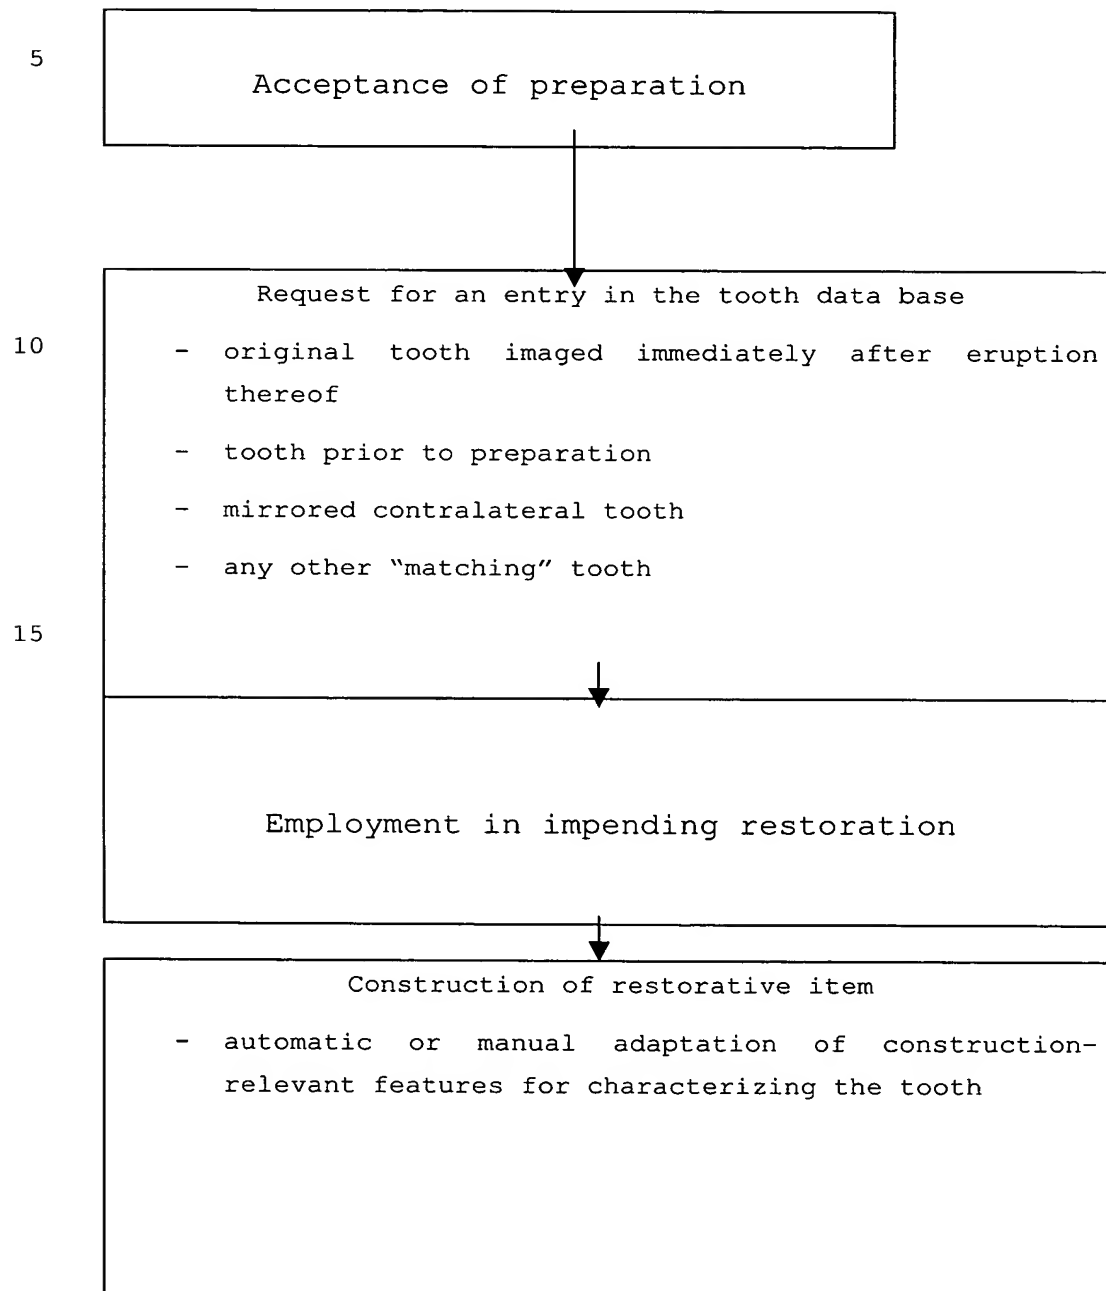 5
Acceptance of preparation
Request for an entry in the tooth data base
10
- original tooth imaged immediately after eruption
thereof
- tooth prior to preparation
- mirrored contralateral tooth
- any other “matching” tooth
15
Employment in impending restoration
Construction of restorative item
- automatic or manual adaptation of construction-
relevant features for characterizing the tooth